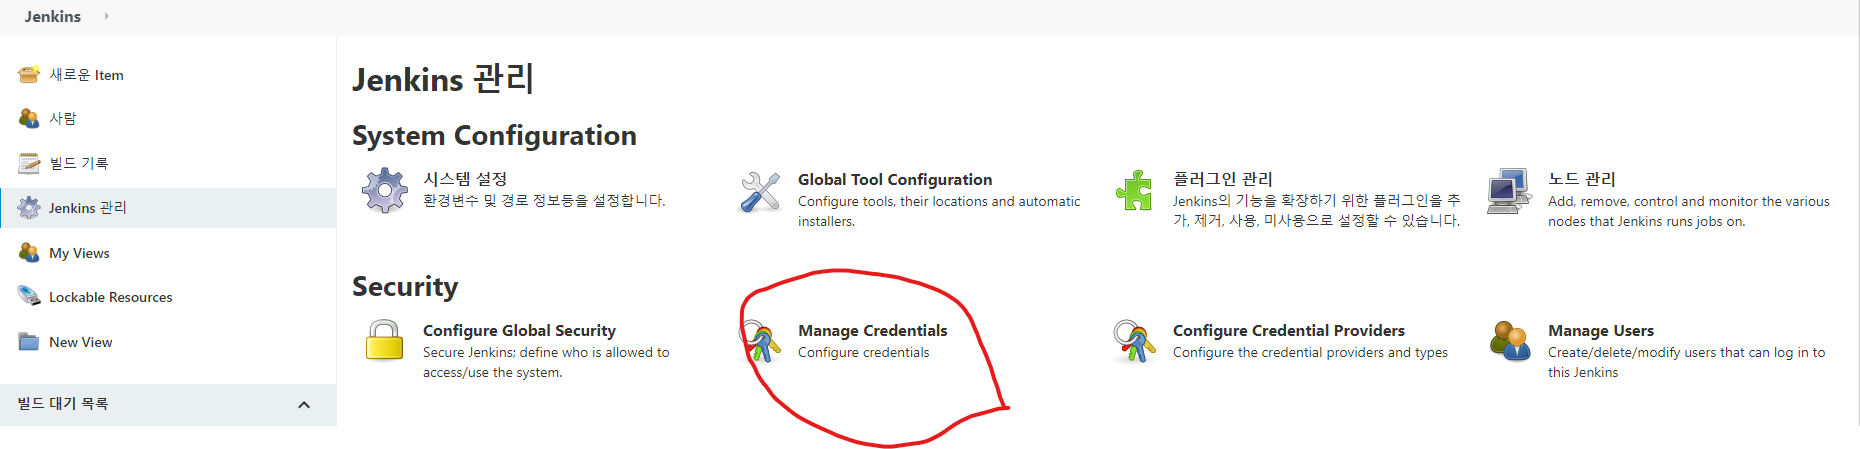 Jenkins
새로운 Item
사람
빌드 기록
Jenkins 관리
My Views
Lockable Resources
New View
빌드 대기 목록
Jenkins 관리
System Configuration
시스템 설정
환경변수 및 경로 정보등을 설정합니다.
Global Tool Configuration
Configure tools, their locations and automatic
installers.
플러그인 관리
Jenkins의 기능을 확장하기 위한 플러그인을 추
가, 제거, 사용, 미사용으로 설정할 수 있습니다.
노드 관리
Add, remove, control and monitor the various
nodes that Jenkins runs jobs on.
Security
Configure Global Security
Secure Jenkins; define who is allowed to
access/use the system.
Manage Credentials
Configure credentials
Configure Credential Providers
Configure the credential providers and types
Manage Users
Create/delete/modify users that can log in to
this Jenkins